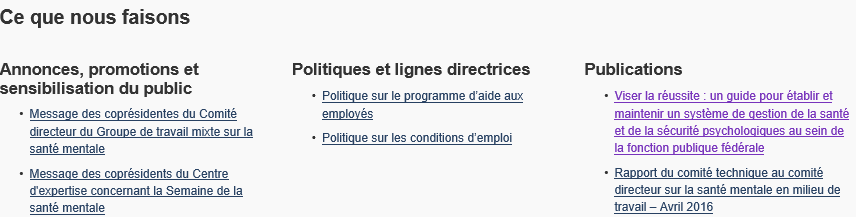 Ce que nous faisons
Annonces, promotions et
sensibilisation du public
• Message des coprésidentes du Comité
directeur du Groupe de travail mixte sur la
santé mentale
• Message des coprésidents du Centre
d'expertise concernant la Semaine de la
santé mentale
Politiques et lignes directrices
• Politique sur le programme d'aide aux
employés
• Politique sur les conditions d'emploi
Publications
• Viser la réussite : un guide pour établir et
maintenir un système de gestion de la santé
et de la sécurité psychologiques au sein de
la fonction publique fédérale
• Rapport du comité technique au comité
directeur sur la santé mentale en milieu de
travail – Avril 2016